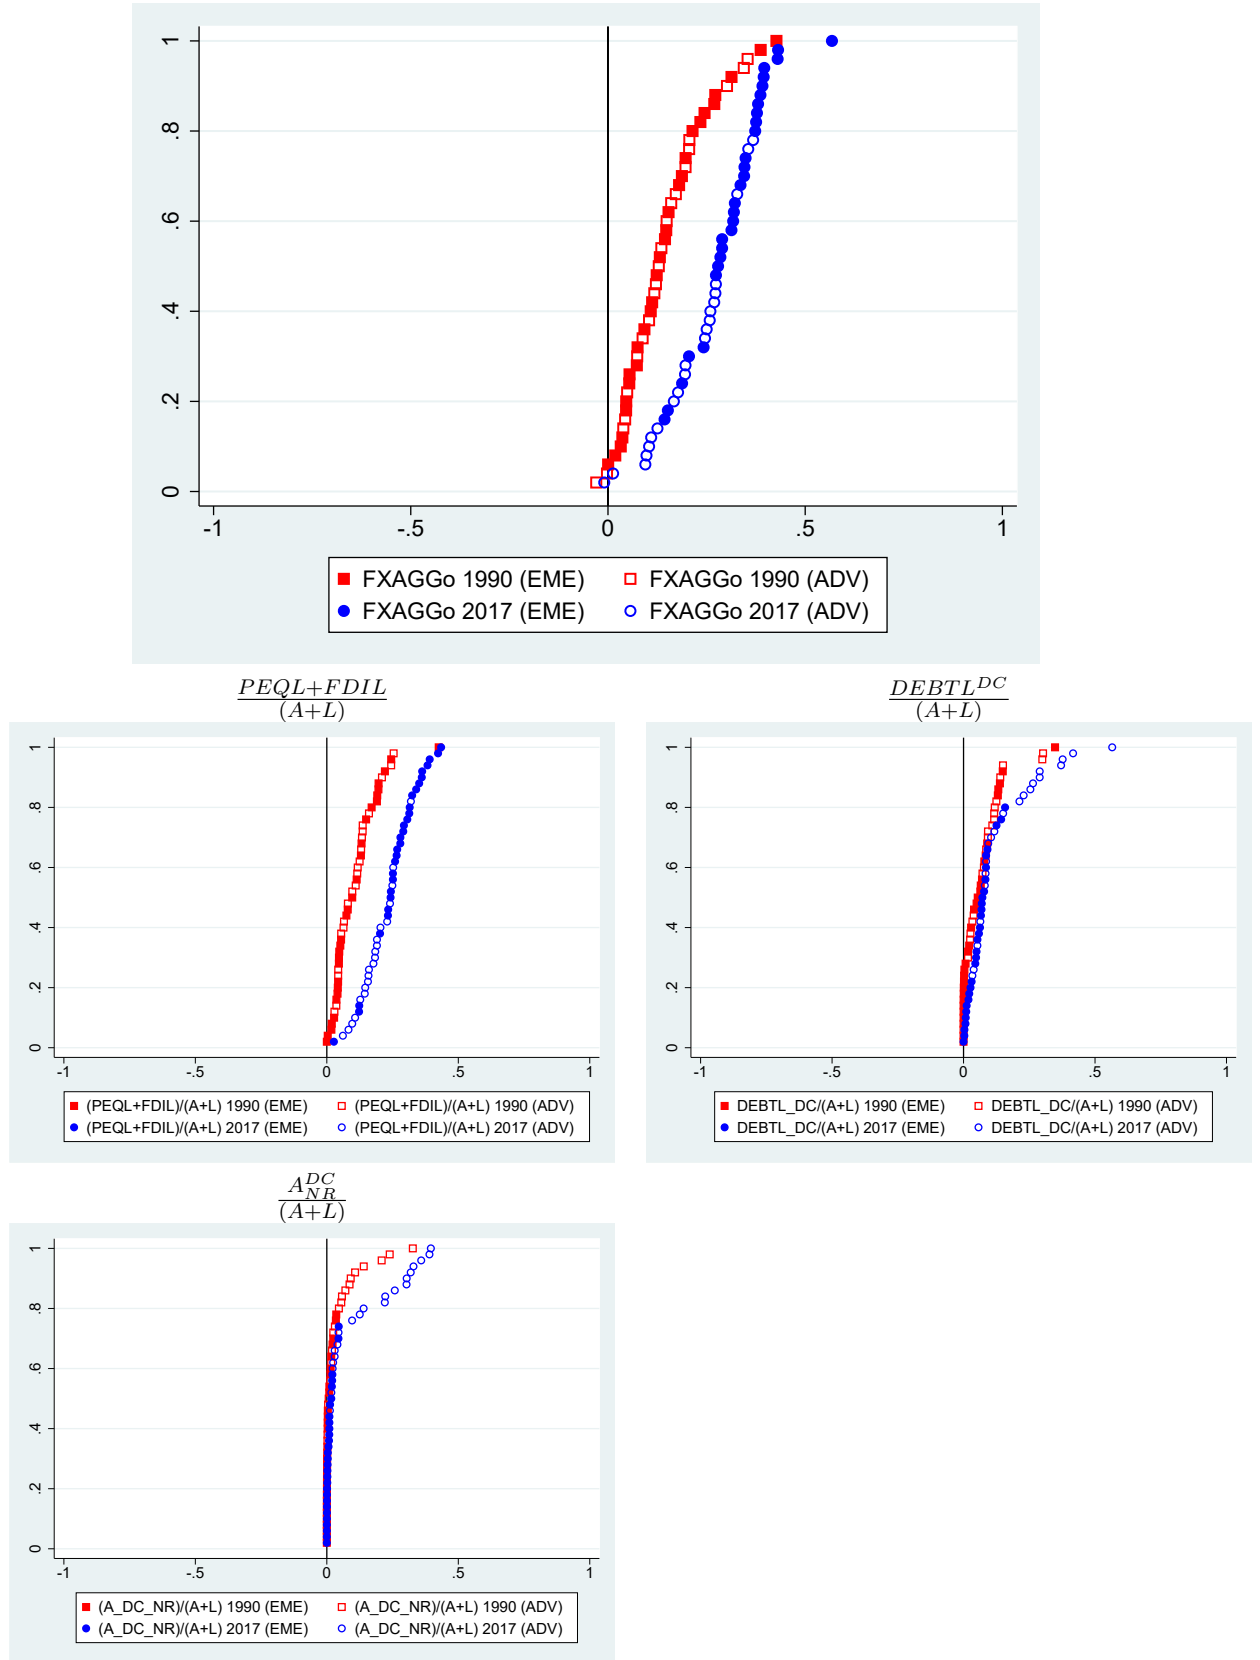 1
.8
.6
.4
.2
0
-1 -.5 0 .5 1
FXAGGo 1990 (EME) FXAGGo 1990 (ADV)
FXAGGo 2017 (EME) FXAGGo 2017 (ADV)
PEQL+FDIL
(A+L)
1
.8
.6
.4
.2
0
-1 -.5 0 .5 1
(PEQL+FDIL)/(A+L) 1990 (EME) (PEQL+FDIL)/(A+L) 1990 (ADV)
(PEQL+FDIL)/(A+L) 2017 (EME) (PEQL+FDIL)/(A+L) 2017 (ADV)
DEBTL^DC
(A+L)
1
.8
.6
.4
.2
0
-1 -.5 0 .5 1
DEBTL_DC/(A+L) 1990 (EME) DEBTL_DC/(A+L) 1990 (ADV)
DEBTL_DC/(A+L) 2017 (EME) DEBTL_DC/(A+L) 2017 (ADV)
A^DC_NR
(A+L)
1
.8
.6
.4
.2
0
-1 -.5 0 .5 1
(A_DC_NR)/(A+L) 1990 (EME) (A_DC_NR)/(A+L) 1990 (ADV)
(A_DC_NR)/(A+L) 2017 (EME) (A_DC_NR)/(A+L) 2017 (ADV)